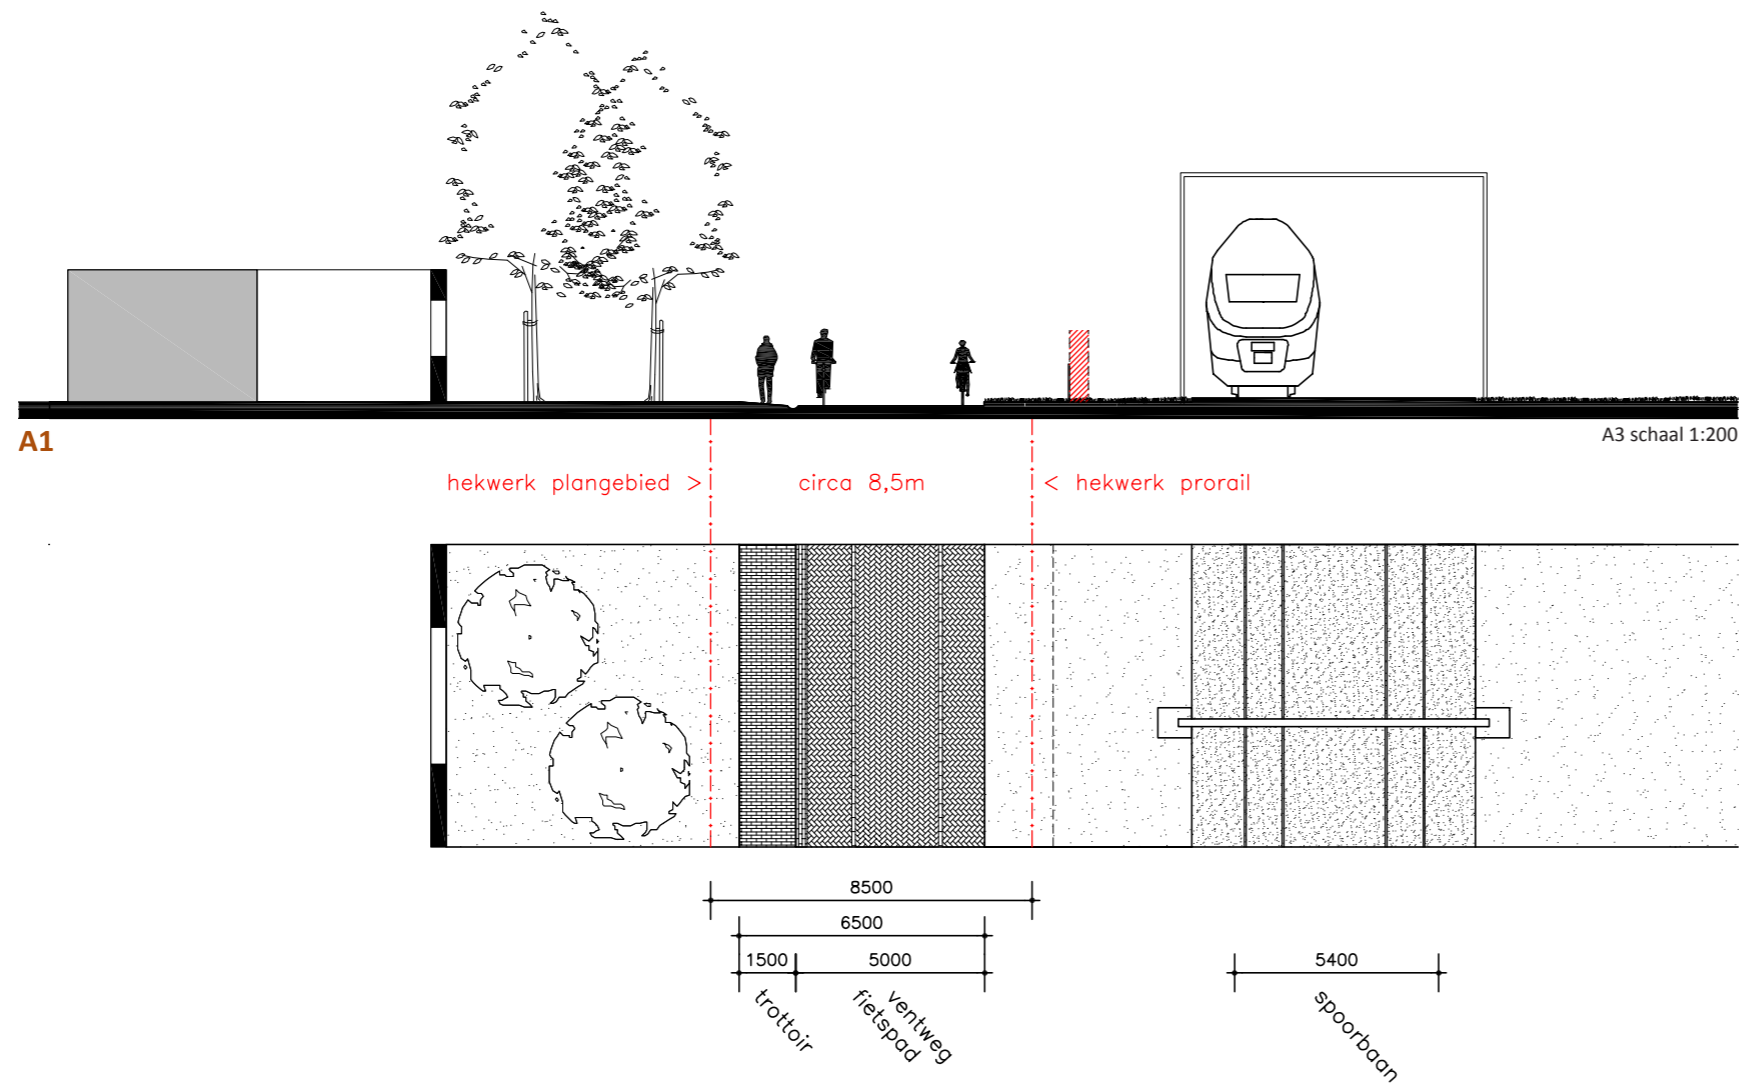 A1
A3 schaal 1:200
hekwerk plangebied >
circa 8,5m
< hekwerk prorail
8500
6500
1500
5000
5400
trottoir
ventweg
fietspad
spoorbaan